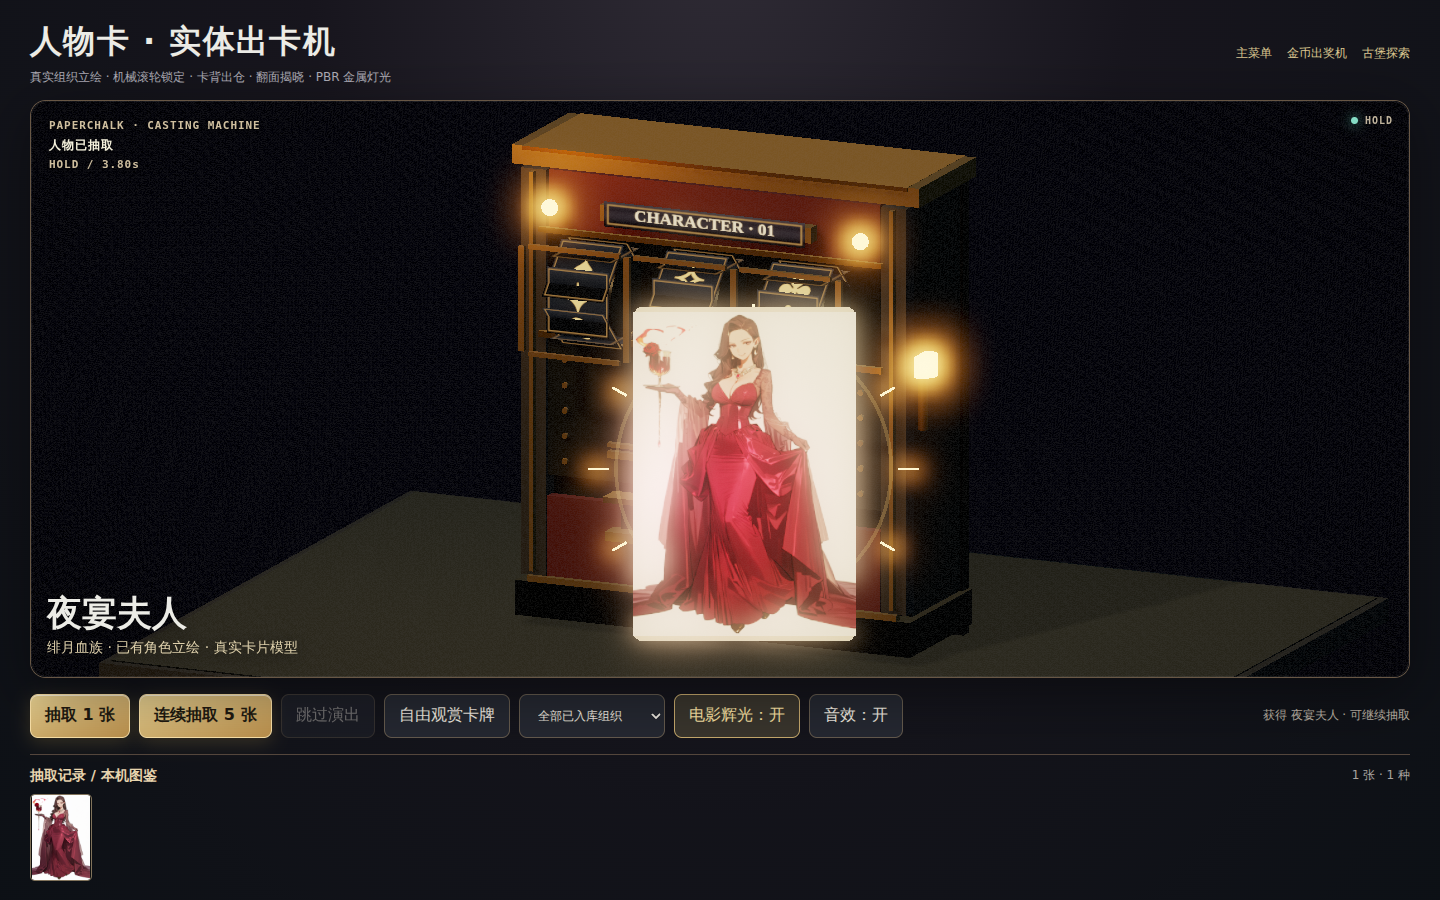 人物卡 · 实体出卡机
真实组织立绘 · 机械滚轮锁定 · 卡背出仓 · 翻面揭晓 · PBR 金属灯光
主菜单 金币出奖机 古堡探索
PAPERCHALK · CASTING MACHINE
人物已抽取
HOLD / 3.80s
HOLD
CHARACTER · 01
夜宴夫人
绯月血族 · 已有角色立绘 · 真实卡片模型
抽取 1 张 连续抽取 5 张 跳过演出 自由观赏卡牌 全部已入库组织 电影辉光：开 音效：开 获得 夜宴夫人 · 可继续抽取
抽取记录 / 本机图鉴 1 张 · 1 种